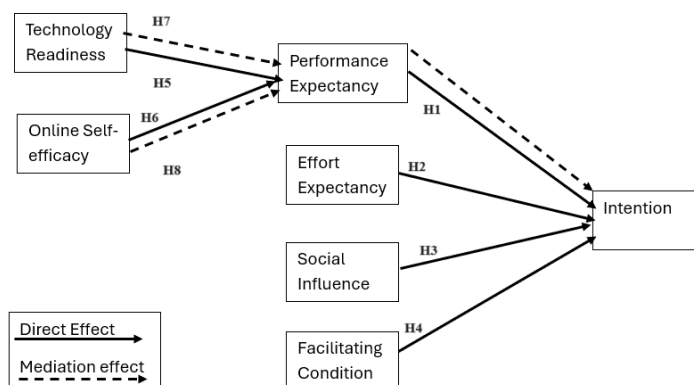 H7
Technology
Readiness
H5
Performance
Expectancy
H1
Online Self-
efficacy
H6
H8
Effort
Expectancy
H2
Intention
Social
Influence
H3
Facilitating
Condition
H4
Direct Effect
Mediation effect